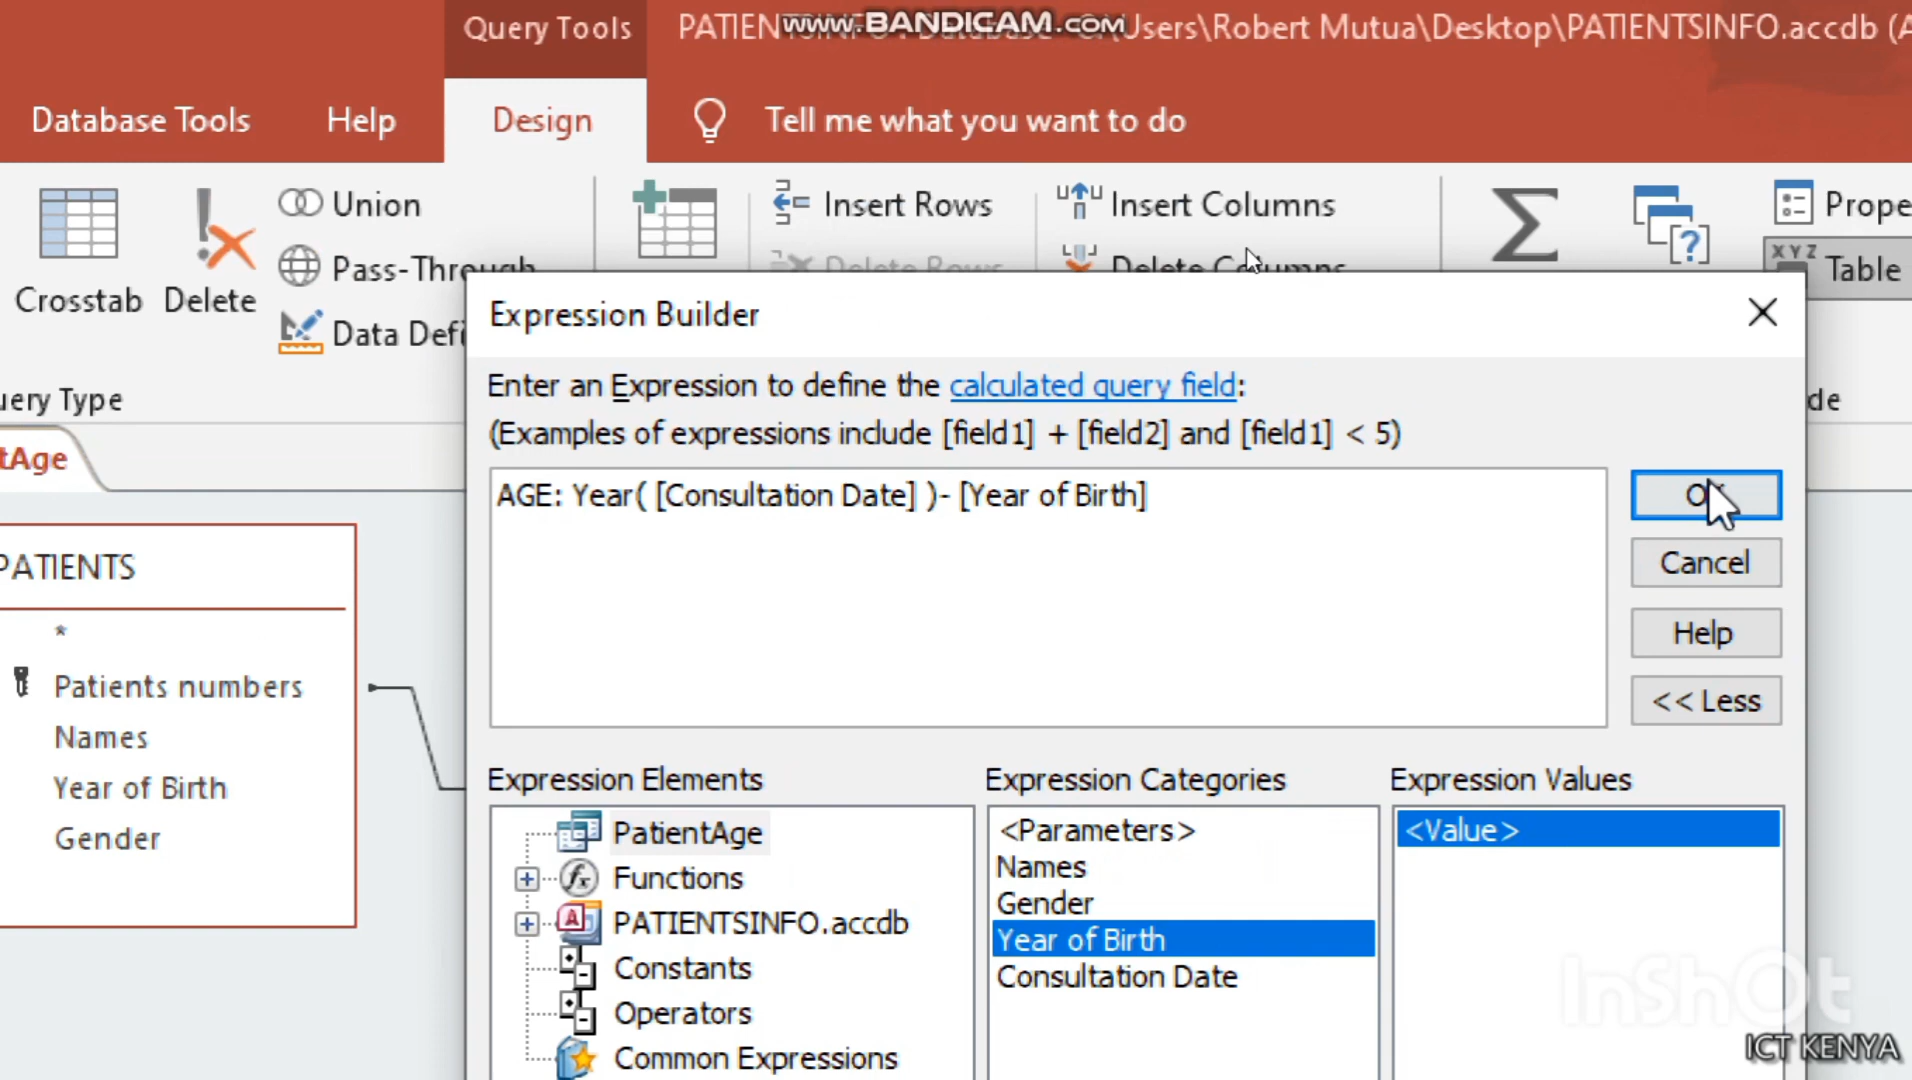 Query Tools
www.BANDICAM.com
\Users\Robert Mutua\Desktop\PATIENTSINFO.accdb (A
Database Tools
Help
Design
Tell me what you want to do
Union
Insert Rows
Insert Columns
Prope
Pass-Through
Delete Rows
Delete Columns
XYZ
Table
Crosstab
Delete
Data Defi
uery Type
de
tAge
Expression Builder
Enter an Expression to define the calculated query field:
(Examples of expressions include [field1] + [field2] and [field1] < 5)
AGE: Year( [Consultation Date] )- [Year of Birth]
Cancel
Help
<< Less
PATIENTS
*
Patients numbers
Names
Year of Birth
Gender
Expression Elements
Expression Categories
Expression Values
PatientAge
Functions
PATIENTSINFO.accdb
Constants
Operators
Common Expressions
<Parameters>
Names
Gender
Year of Birth
Consultation Date
<Value>
InShOt
ICT KENYA